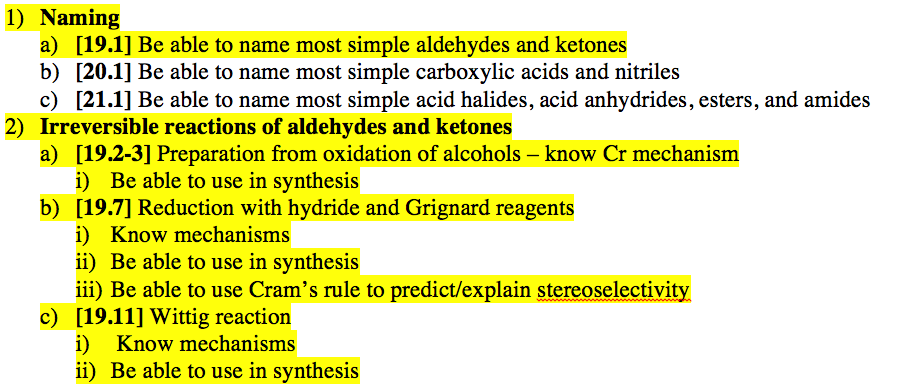 1) Naming
a) [19.1] Be able to name most simple aldehydes and ketones
b) [20.1] Be able to name most simple carboxylic acids and nitriles
c) [21.1] Be able to name most simple acid halides, acid anhydrides, esters, and amides
2) Irreversible reactions of aldehydes and ketones
a) [19.2-3] Preparation from oxidation of alcohols – know Cr mechanism
i) Be able to use in synthesis
b) [19.7] Reduction with hydride and Grignard reagents
i) Know mechanisms
ii) Be able to use in synthesis
iii) Be able to use Cram’s rule to predict/explain stereoselectivity
c) [19.11] Wittig reaction
i) Know mechanisms
ii) Be able to use in synthesis